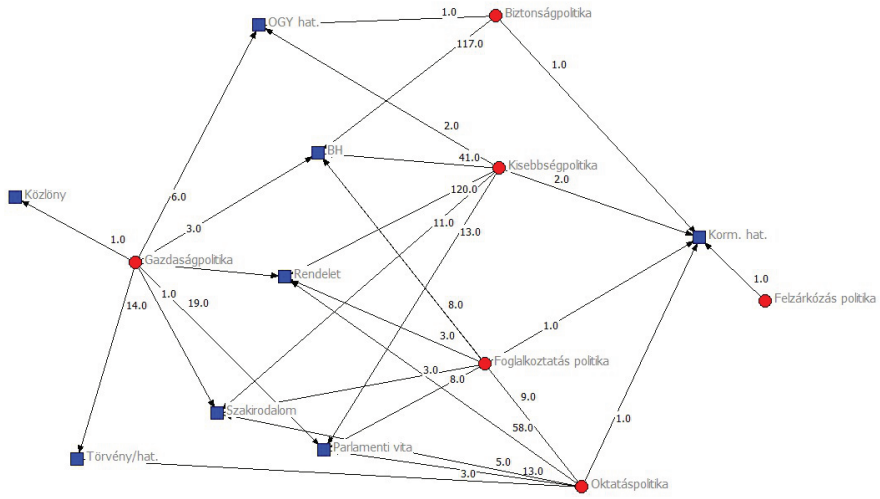 OGY hat.
1.0
Biztonságpolitika
117.0
1.0
2.0
BH
41.0
Kisebbségpolitika
2.0
120.0
Közlöny
6.0
11.0
3.0
13.0
1.0
Korm. hat.
Gazdaságpolitika
Rendelet
1.0
14.0
1.0
19.0
Felzárkózás politika
8.0
1.0
3.0
Foglalkoztatás politika
3.0
8.0
9.0
Szakirodalom
1.0
58.0
Parlamenti vita
Törvény/hat.
5.0
3.0
13.0
Oktatáspolitika